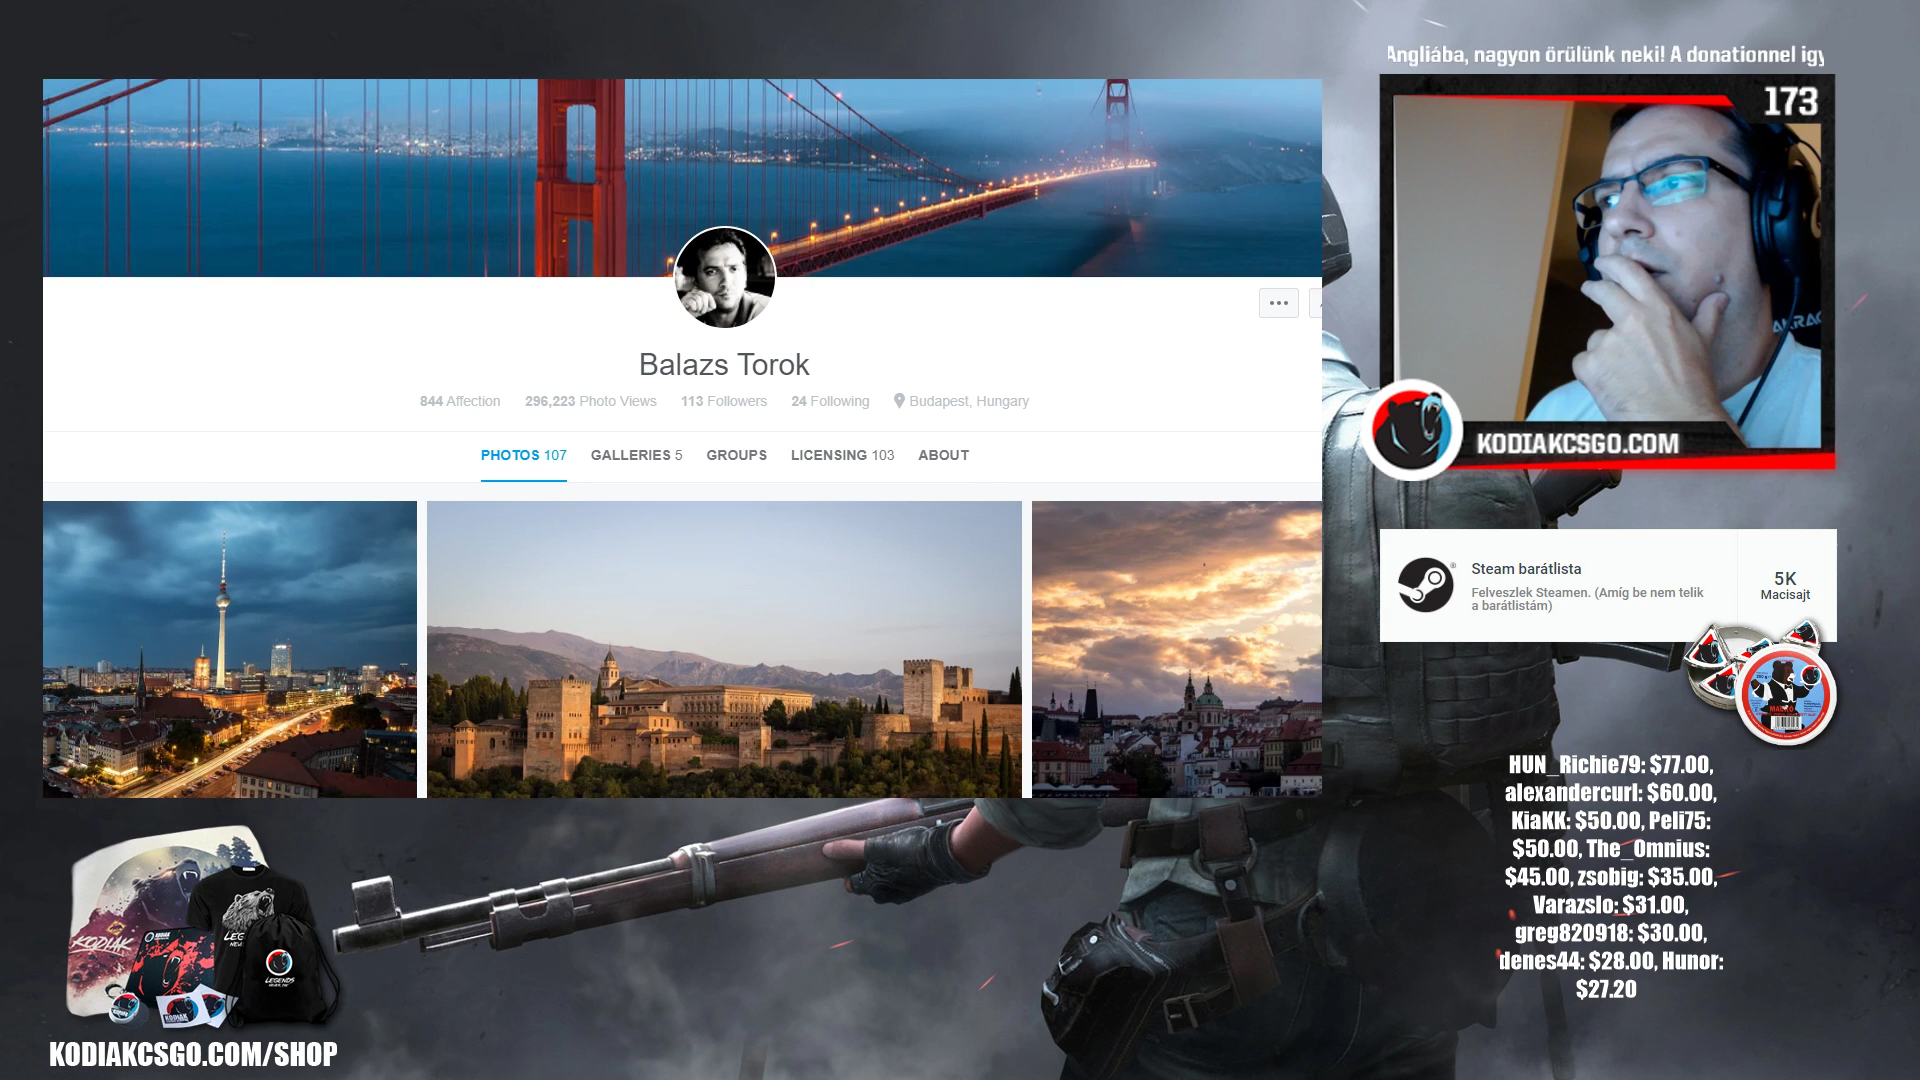 Angliába, nagyon örülünk neki! A donationnel igy
173
Balazs Torok
844 Affection 296,223 Photo Views 113 Followers 24 Following Budapest, Hungary
PHOTOS 107 GALLERIES 5 GROUPS LICENSING 103 ABOUT
KODIAKCSGO.COM
Steam barátlista
Felveszlek Steamen. (Amíg be nem telik
a barátlistám)
5K
Macisajt
HUN_Richie79: $77.00,
alexandercurl: $60.00,
KiaKK: $50.00, Peli75:
$50.00, The_Omnius:
$45.00, zsobig: $35.00,
Varazslo: $31.00,
greg820918: $30.00,
denes44: $28.00, Hunor:
$27.20
KODIAK
LEGENDS
KODIAKCSGO.COM/SHOP